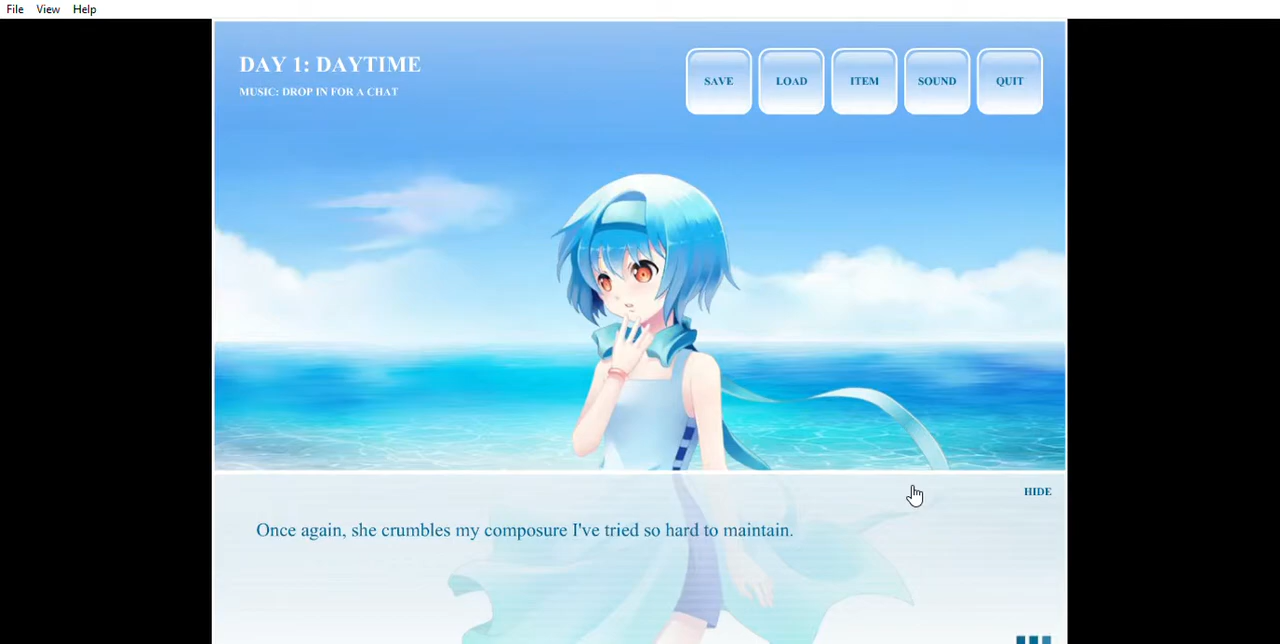 File View Help
DAY 1: DAYTIME
MUSIC: DROP IN FOR A CHAT
SAVE LOAD ITEM SOUND QUIT
HIDE
Once again, she crumbles my composure I've tried so hard to maintain.